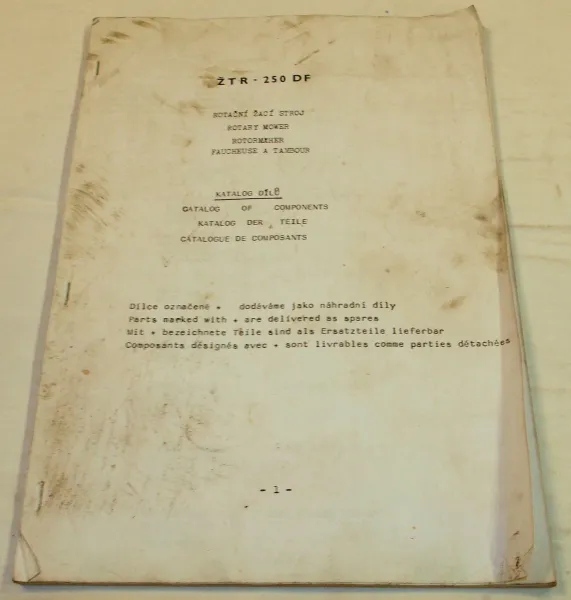 ŽTR - 250 DF
ROTAČNÍ ŽACÍ STROJ
ROTARY MOWER
ROTORMÄHER
FAUCHEUSE A TAMBOUR
KATALOG DÍLŮ
CATALOG OF COMPONENTS
KATALOG DER TEILE
CATALOGUE DE COMPOSANTS
Dílce označené + dodáváme jako náhradní díly
Parts marked with + are delivered as spares
Mit + bezeichnete Teile sind als Ersatzteile lieferbar
Composants désignés avec + sont livrables comme parties détachées
- 1 -